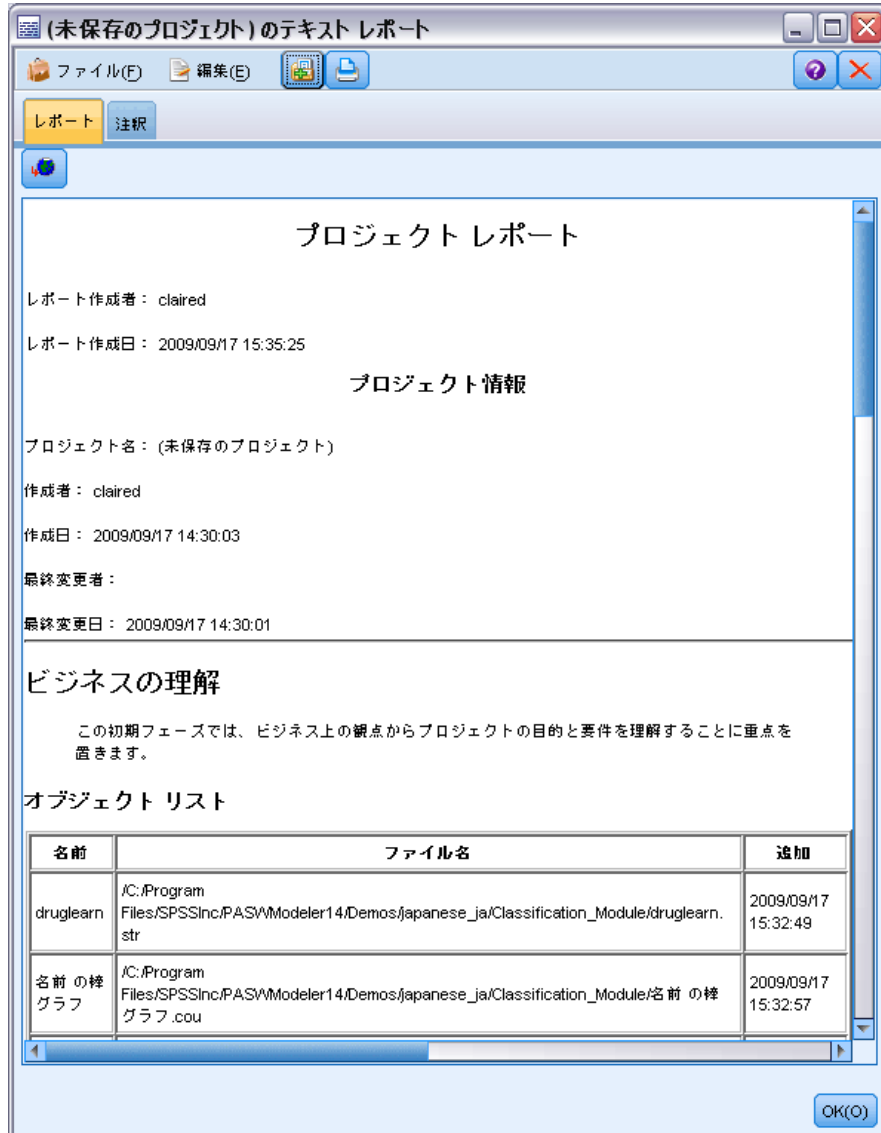 (未保存のプロジェクト) のテキスト レポート
ファイル(F) 編集(E)
レポート 注釈
プロジェクト レポート
レポート作成者： claired
レポート作成日： 2009/09/17 15:35:25
プロジェクト情報
プロジェクト名： (未保存のプロジェクト)
作成者： claired
作成日： 2009/09/17 14:30:03
最終変更者：
最終変更日： 2009/09/17 14:30:01
ビジネスの理解
この初期フェーズでは、ビジネス上の観点からプロジェクトの目的と要件を理解することに重点を
置きます。
オブジェクト リスト
名前 ファイル名 追加
druglearn
/C:/Program
Files/SPSSInc/PASWModeler14/Demos/japanese_ja/Classification_Module/druglearn.
str
2009/09/17
15:32:49
名前 の棒
グラフ
/C:/Program
Files/SPSSInc/PASWModeler14/Demos/japanese_ja/Classification_Module/名前 の棒
グラフ.cou
2009/09/17
15:32:57
OK(O)